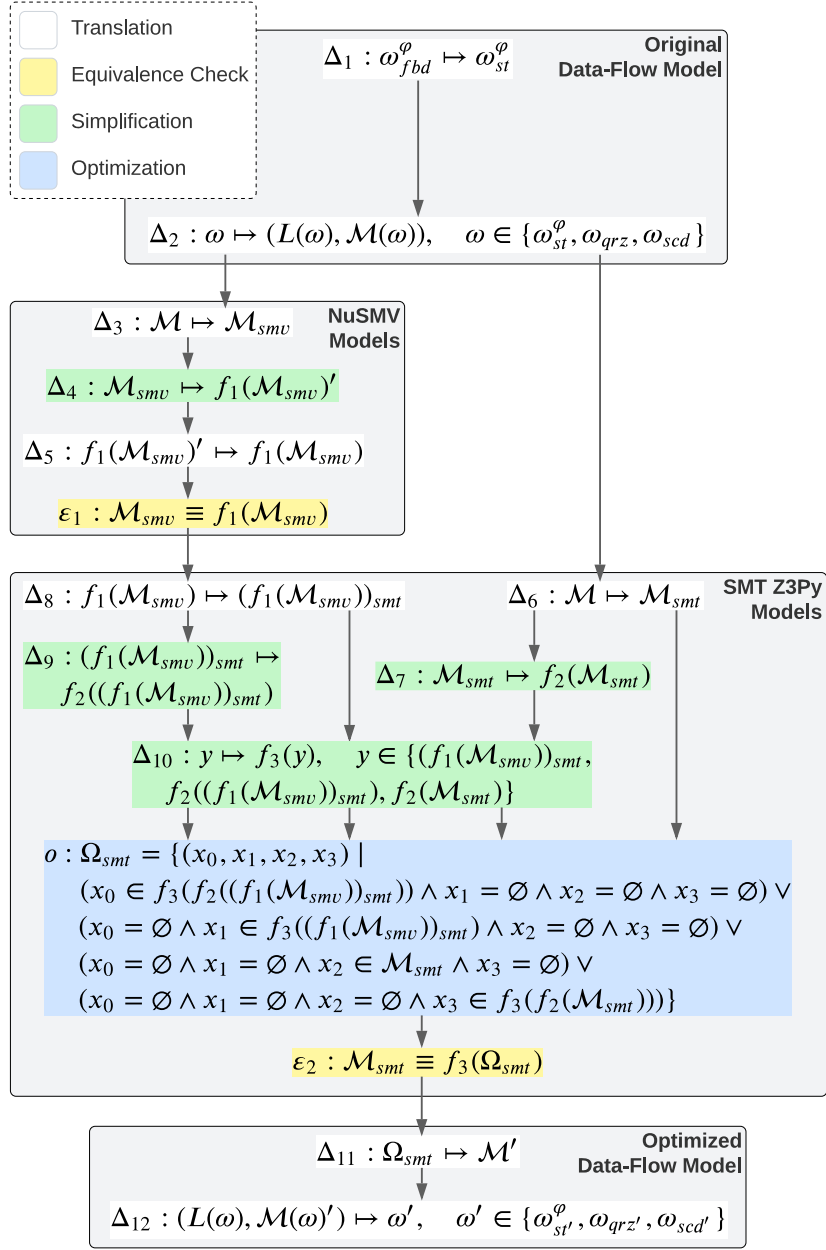 Translation
Equivalence Check
Simplification
Optimization
Original
Data-Flow Model
Δ₁ : ω^φ_fbd ↦ ω^φ_st
Δ₂ : ω ↦ (L(ω), ℳ(ω)),   ω ∈ {ω^φ_st, ω_qrz, ω_scd}
NuSMV
Models
Δ₃ : ℳ ↦ ℳ_smv
Δ₄ : ℳ_smv ↦ f₁(ℳ_smv)′
Δ₅ : f₁(ℳ_smv)′ ↦ f₁(ℳ_smv)
ε₁ : ℳ_smv ≡ f₁(ℳ_smv)
SMT Z3Py
Models
Δ₈ : f₁(ℳ_smv) ↦ (f₁(ℳ_smv))_smt
Δ₆ : ℳ ↦ ℳ_smt
Δ₉ : (f₁(ℳ_smv))_smt ↦
f₂((f₁(ℳ_smv))_smt)
Δ₇ : ℳ_smt ↦ f₂(ℳ_smt)
Δ₁₀ : y ↦ f₃(y),   y ∈ {(f₁(ℳ_smv))_smt,
f₂((f₁(ℳ_smv))_smt), f₂(ℳ_smt)}
o : Ω_smt = {(x₀, x₁, x₂, x₃) |
(x₀ ∈ f₃(f₂((f₁(ℳ_smv))_smt)) ∧ x₁ = ∅ ∧ x₂ = ∅ ∧ x₃ = ∅) ∨
(x₀ = ∅ ∧ x₁ ∈ f₃((f₁(ℳ_smv))_smt) ∧ x₂ = ∅ ∧ x₃ = ∅) ∨
(x₀ = ∅ ∧ x₁ = ∅ ∧ x₂ ∈ ℳ_smt ∧ x₃ = ∅) ∨
(x₀ = ∅ ∧ x₁ = ∅ ∧ x₂ = ∅ ∧ x₃ ∈ f₃(f₂(ℳ_smt)))}
ε₂ : ℳ_smt ≡ f₃(Ω_smt)
Optimized
Data-Flow Model
Δ₁₁ : Ω_smt ↦ ℳ′
Δ₁₂ : (L(ω), ℳ(ω)′) ↦ ω′,   ω′ ∈ {ω^φ_st′, ω_qrz′, ω_scd′}